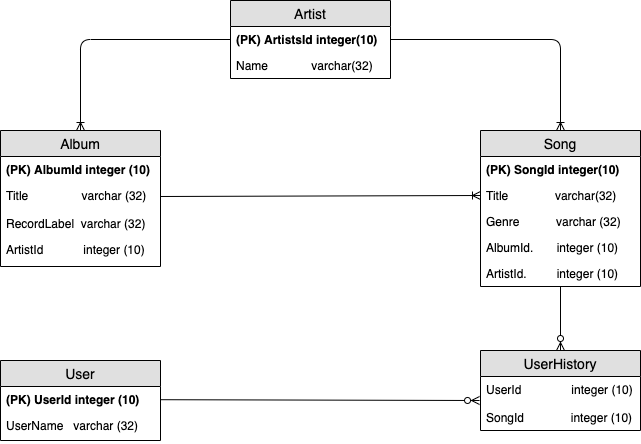 Artist
(PK) ArtistsId integer(10)
Name varchar(32)
Album
(PK) AlbumId integer (10)
Title varchar (32)
RecordLabel varchar (32)
ArtistId integer (10)
Song
(PK) SongId integer(10)
Title varchar(32)
Genre varchar (32)
AlbumId. integer (10)
ArtistId. integer (10)
User
(PK) UserId integer (10)
UserName varchar (32)
UserHistory
UserId integer (10)
SongId integer (10)